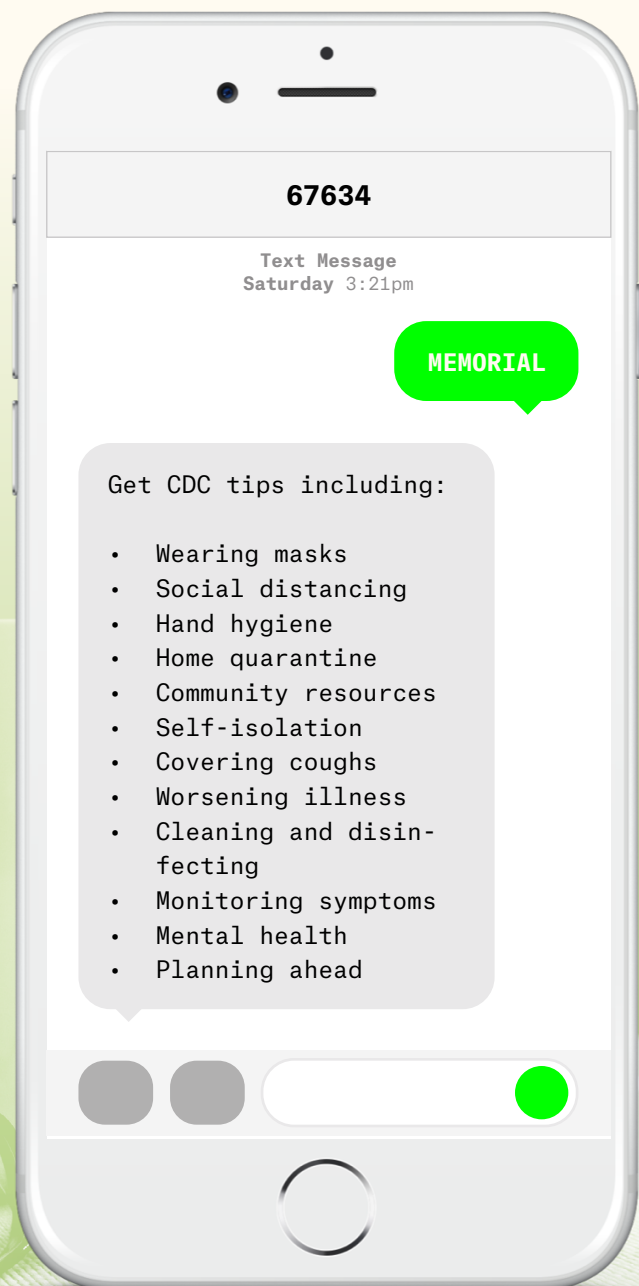 67634
Text Message
Saturday 3:21pm
MEMORIAL
Get CDC tips including:
• Wearing masks
• Social distancing
• Hand hygiene
• Home quarantine
• Community resources
• Self-isolation
• Covering coughs
• Worsening illness
• Cleaning and disin-
fecting
• Monitoring symptoms
• Mental health
• Planning ahead